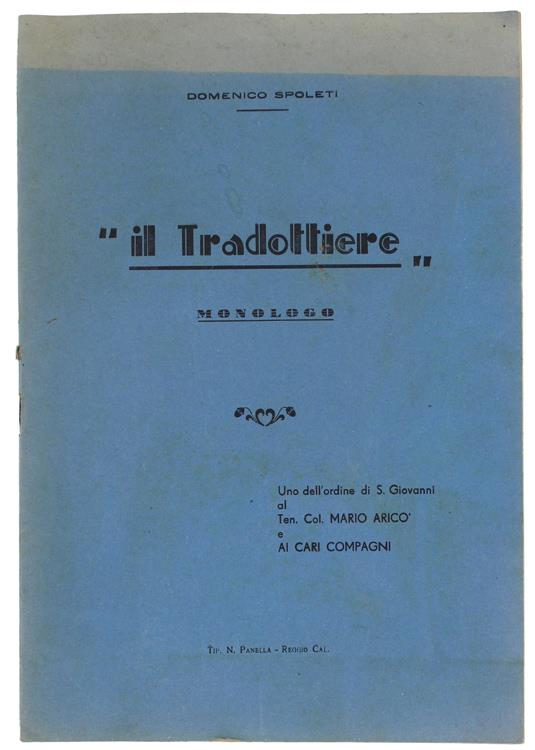 DOMENICO SPOLETI
" il Tradottiere "
MONOLOGO
Uno dell'ordine di S. Giovanni
al
Ten. Col. MARIO ARICO'
e
AI CARI COMPAGNI
TIP. N. PANELLA - REGGIO CAL.